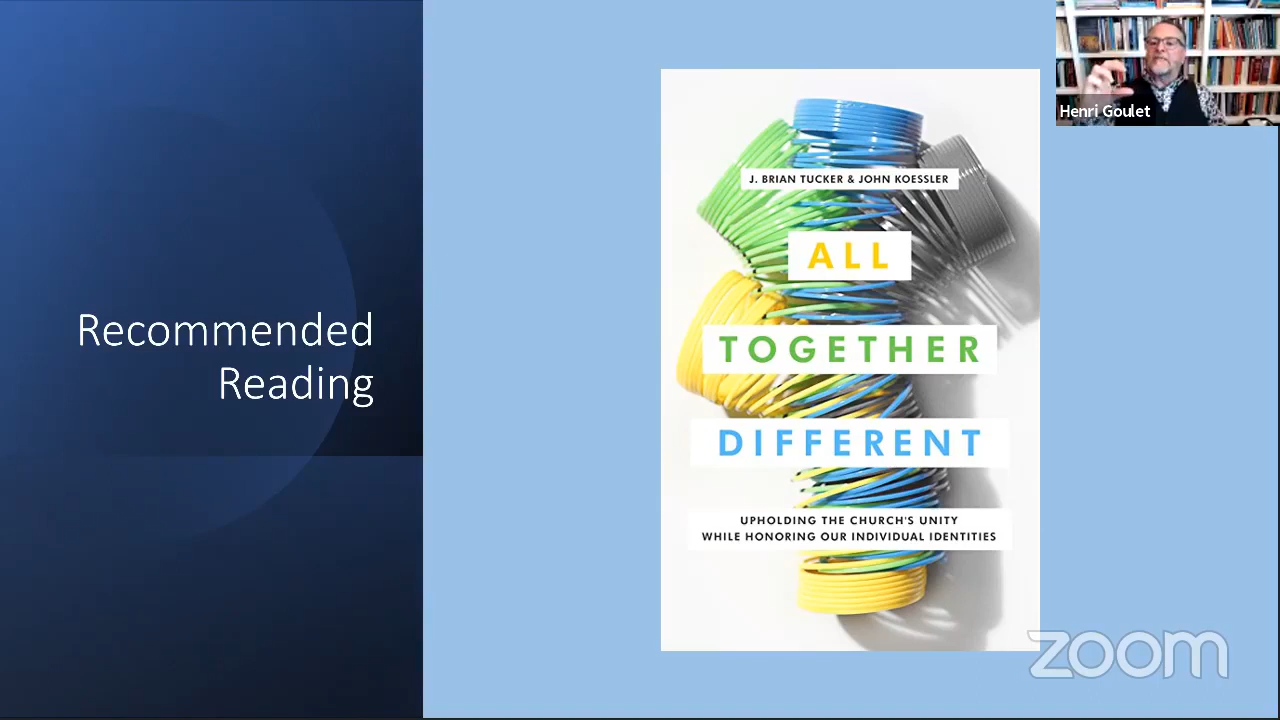 Recommended
Reading
J. BRIAN TUCKER & JOHN KOESSLER
ALL
TOGETHER
DIFFERENT
UPHOLDING THE CHURCH'S UNITY
WHILE HONORING OUR INDIVIDUAL IDENTITIES
Henri Goulet
zoom